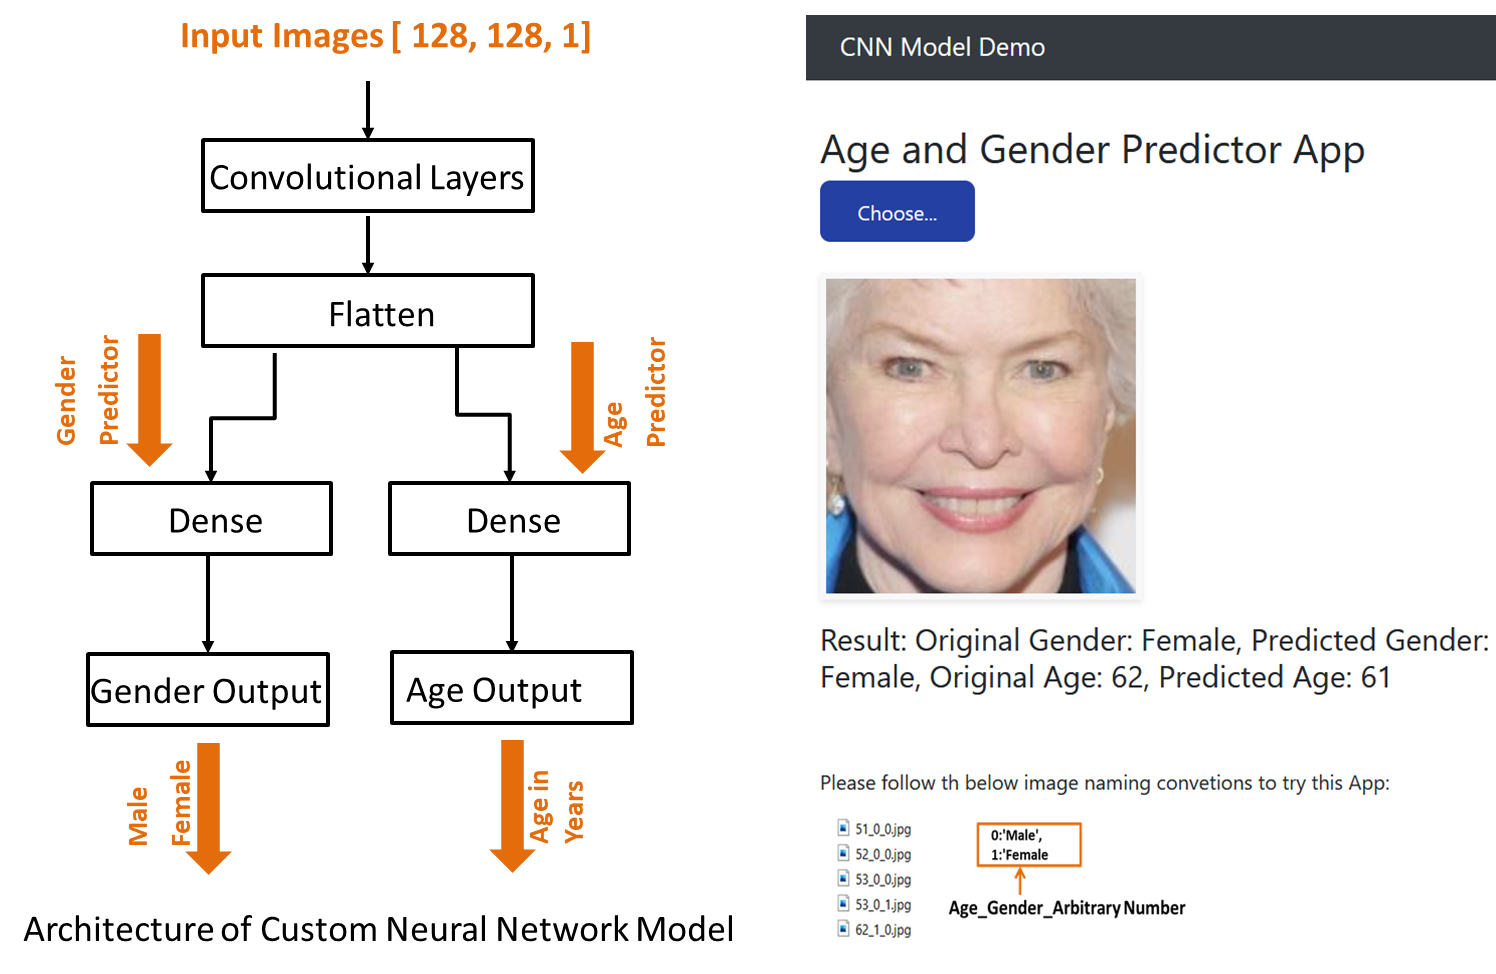 Input Images [ 128, 128, 1]
Convolutional Layers
Flatten
Gender
Predictor
Age
Predictor
Dense
Dense
Gender Output
Age Output
Male
Female
Age in
Years
Architecture of Custom Neural Network Model
CNN Model Demo
Age and Gender Predictor App
Choose...
Result: Original Gender: Female, Predicted Gender:
Female, Original Age: 62, Predicted Age: 61
Please follow th below image naming convetions to try this App:
51_0_0.jpg
52_0_0.jpg
53_0_0.jpg
53_0_1.jpg
62_1_0.jpg
0:'Male',
1:'Female
Age_Gender_Arbitrary Number